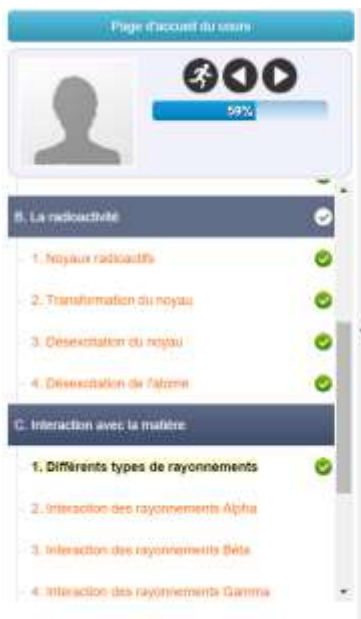 Page d'accueil du cours
59%
B. La radioactivité
1. Noyaux radioactifs
2. Transformation du noyau
3. Désexcitation du noyau
4. Désexcitation de l'atome
C. Interaction avec la matière
1. Différents types de rayonnements
2. Interaction des rayonnements Alpha
3. Interaction des rayonnements Béta
4. Interaction des rayonnements Gamma